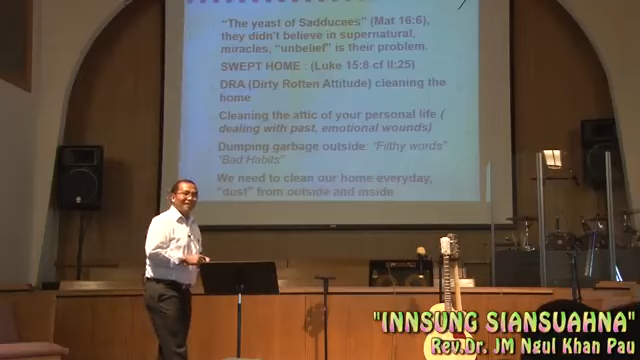 "The yeast of Sadducees" (Mat 16:6),
they didn't believe in supernatural,
miracles, "unbelief" is their problem.
SWEPT HOME : (Luke 15:8 cf II:25)
DRA (Dirty Rotten Attitude) cleaning the
home
Cleaning the attic of your personal life (
dealing with past, emotional wounds)
Dumping garbage outside: "Filthy words"
"Bad Habits"
We need to clean our home everyday,
"dust" from outside and inside
"INNSUNG SIANSUAHNA"
Rev.Dr. JM Ngul Khan Pau